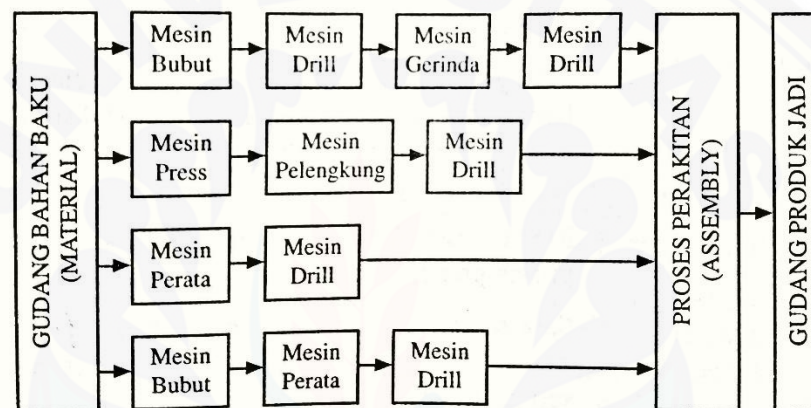 GUDANG BAHAN BAKU
(MATERIAL)
Mesin
Bubut
Mesin
Drill
Mesin
Gerinda
Mesin
Drill
Mesin
Press
Mesin
Pelengkung
Mesin
Drill
Mesin
Perata
Mesin
Drill
Mesin
Bubut
Mesin
Perata
Mesin
Drill
PROSES PERAKITAN
(ASSEMBLY)
GUDANG PRODUK JADI